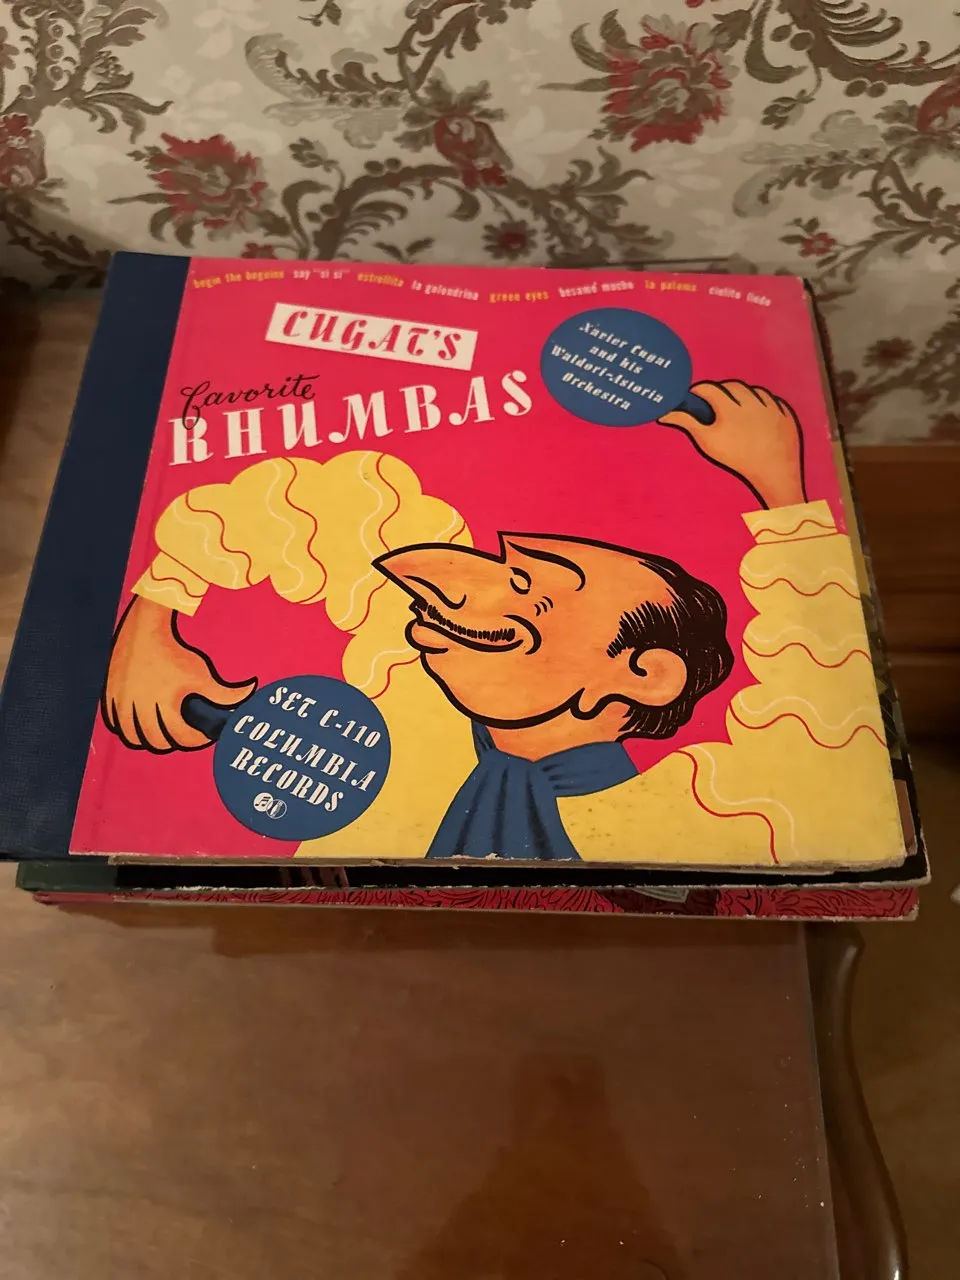 begin the beguine say "si si" estrellita la golondrina green eyes besame mucho la paloma cielito lindo
CUGAT'S
favorite
RHUMBAS
Xavier Cugat
and his
Waldorf-Astoria
Orchestra
SET C-110
COLUMBIA
RECORDS